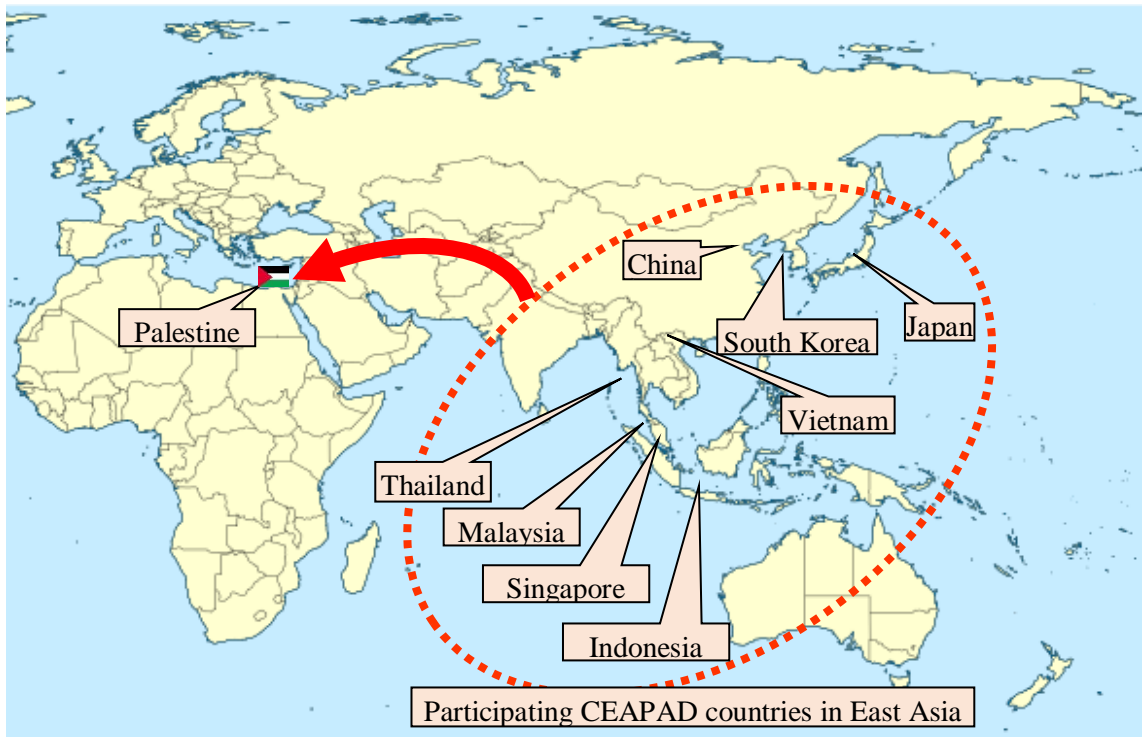 China
Palestine
South Korea
Japan
Vietnam
Thailand
Malaysia
Singapore
Indonesia
Participating CEAPAD countries in East Asia